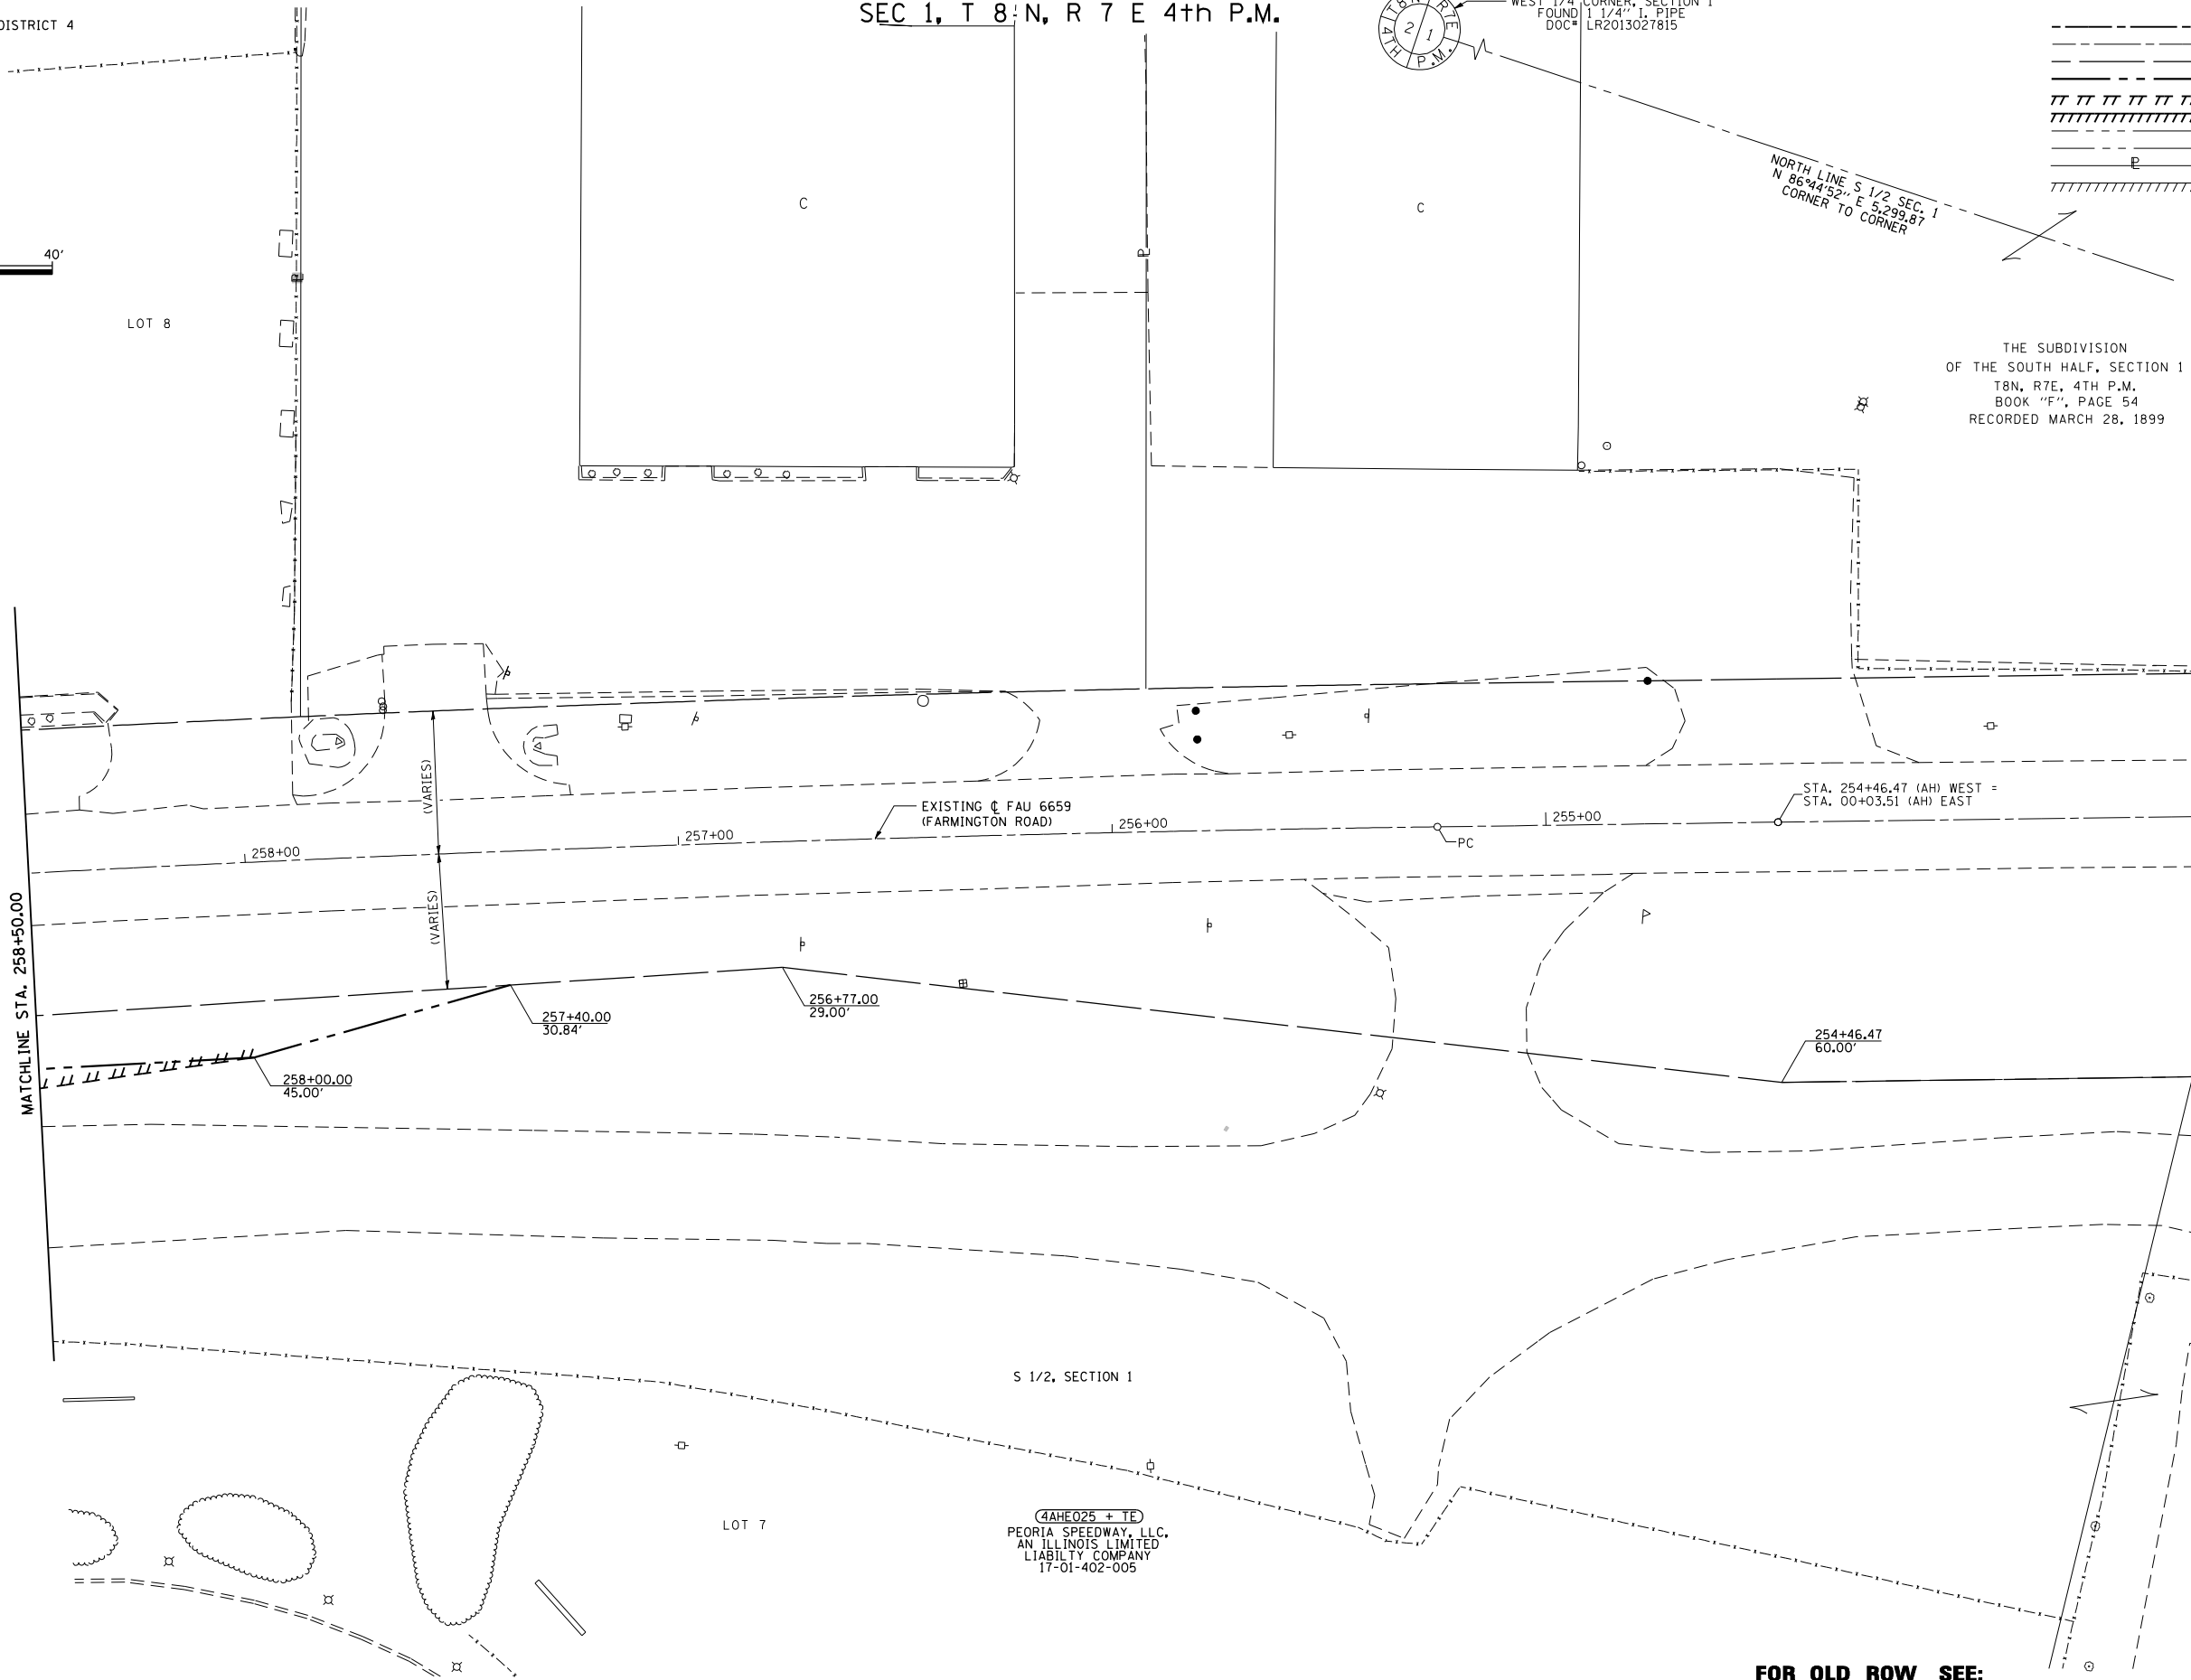 DISTRICT 4
SEC 1, T 8 N, R 7 E 4th P.M.
WEST 1/4 CORNER, SECTION 1
FOUND 1 1/4" I. PIPE
DOC# LR2013027815
T8N R7E
4TH P.M.
2 1
NORTH LINE S 1/2 SEC. 1
N 86°44'52" E 5,299.87
CORNER TO CORNER
C
C
40'
LOT 8
THE SUBDIVISION
OF THE SOUTH HALF, SECTION 1
T8N, R7E, 4TH P.M.
BOOK "F", PAGE 54
RECORDED MARCH 28, 1899
(VARIES)
EXISTING ℄ FAU 6659
(FARMINGTON ROAD)
STA. 254+46.47 (AH) WEST =
STA. 00+03.51 (AH) EAST
258+00
257+00
256+00
255+00
PC
(VARIES)
MATCHLINE STA. 258+50.00
257+40.00
30.84'
256+77.00
29.00'
254+46.47
60.00'
258+00.00
45.00'
S 1/2, SECTION 1
LOT 7
4AHE025 + TE
PEORIA SPEEDWAY, LLC,
AN ILLINOIS LIMITED
LIABILTY COMPANY
17-01-402-005
FOR OLD ROW SEE: